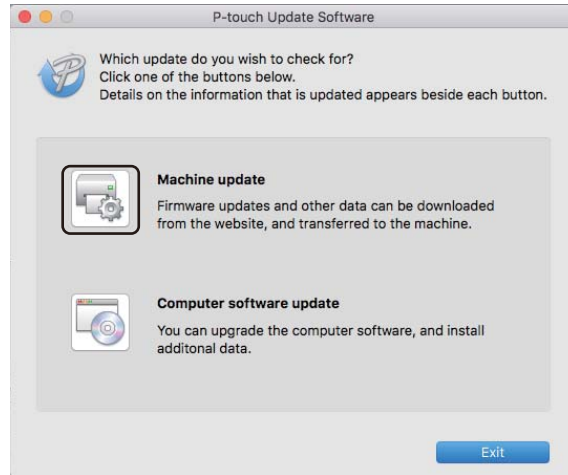 P-touch Update Software
Which update do you wish to check for?
Click one of the buttons below.
Details on the information that is updated appears beside each button.
Machine update
Firmware updates and other data can be downloaded
from the website, and transferred to the machine.
Computer software update
You can upgrade the computer software, and install
additonal data.
Exit